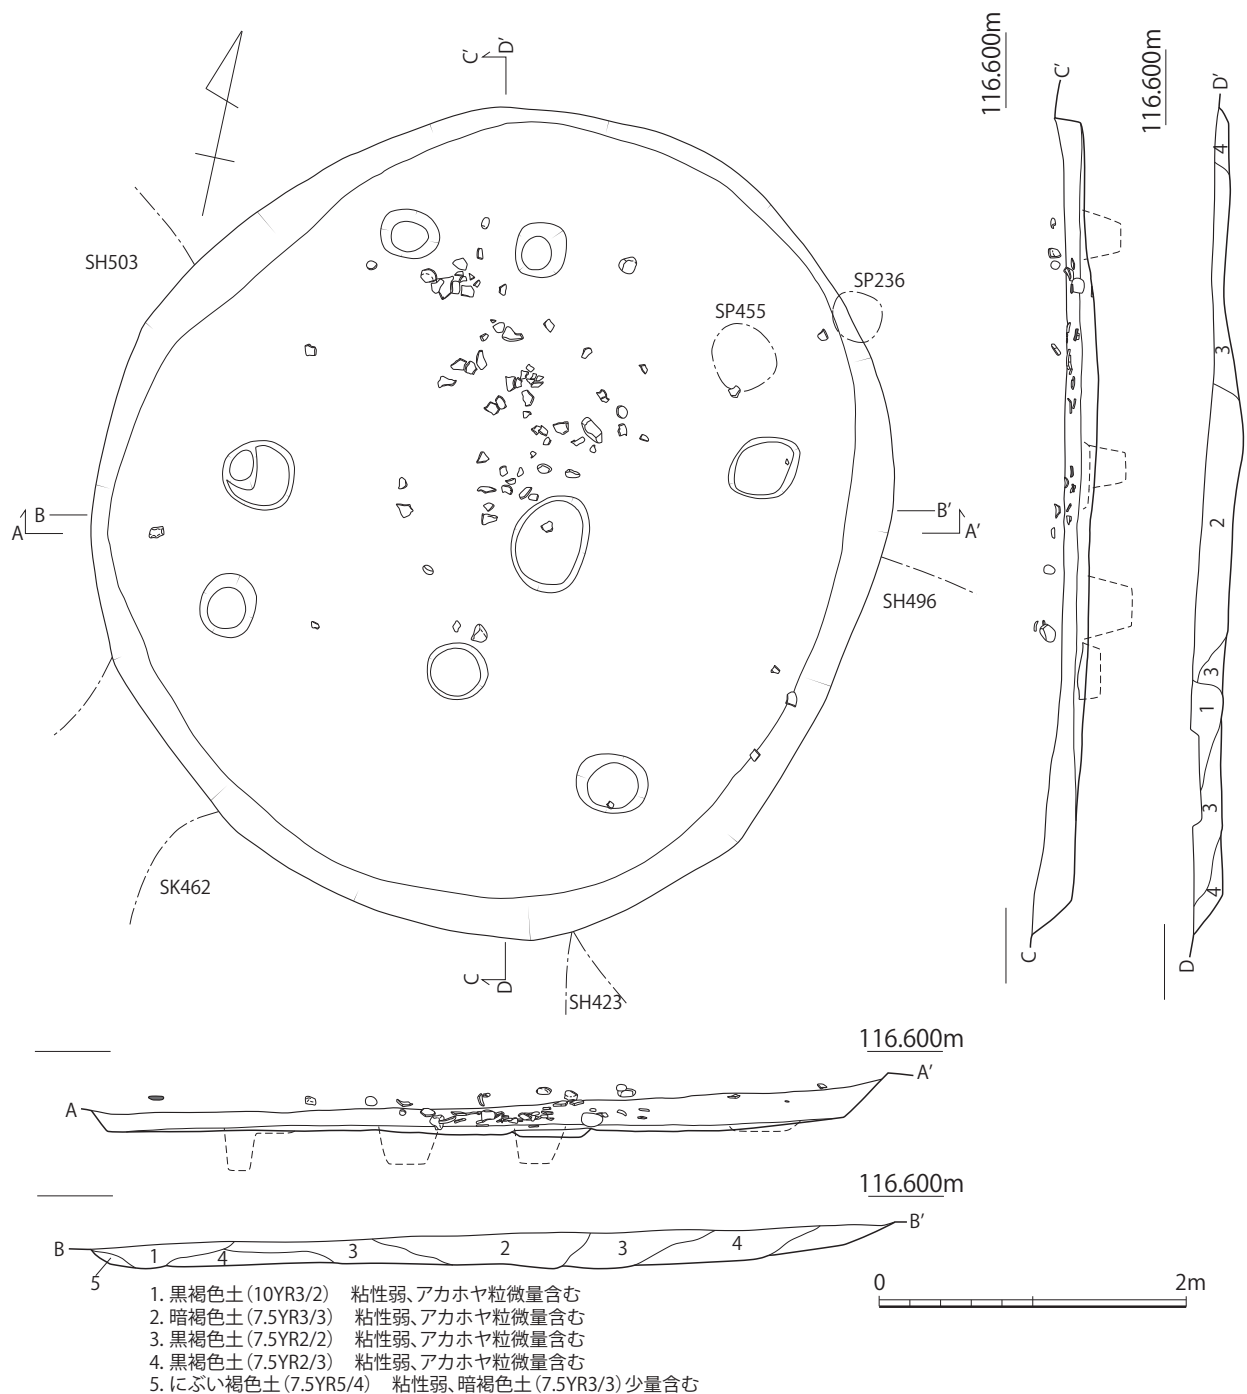 C' D'
116.600m
C'
116.600m
D'
4
SH503
SP236
SP455
3
B
A
B'
A'
2
SH496
3
1
3
SK462
4
C
D
C
D
SH423
116.600m
A
A'
116.600m
B
B'
5
1
4
3
2
3
4
0 2m
1. 黒褐色土(10YR3/2) 粘性弱、アカホヤ粒微量含む
2. 暗褐色土(7.5YR3/3) 粘性弱、アカホヤ粒微量含む
3. 黒褐色土(7.5YR2/2) 粘性弱、アカホヤ粒微量含む
4. 黒褐色土(7.5YR2/3) 粘性弱、アカホヤ粒微量含む
5. にぶい褐色土(7.5YR5/4) 粘性弱、暗褐色土(7.5YR3/3)少量含む